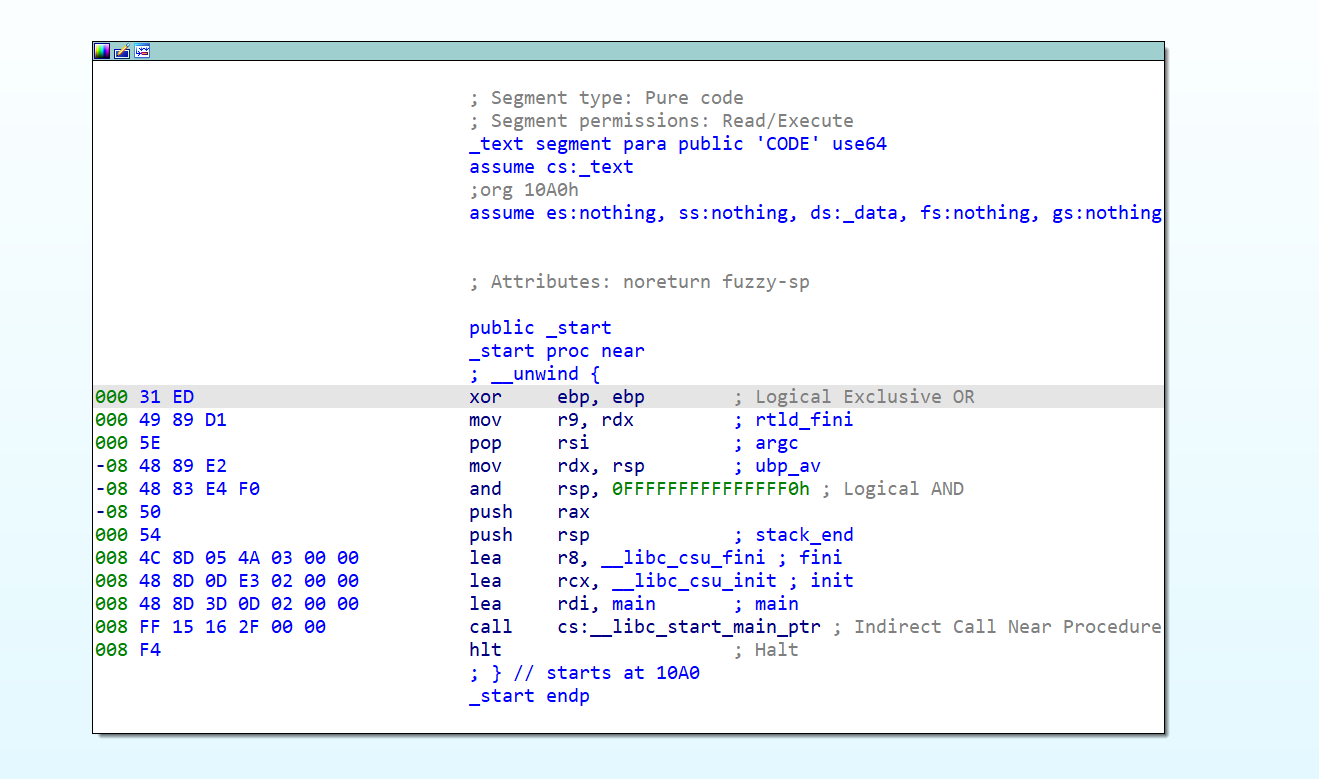 ; Segment type: Pure code
; Segment permissions: Read/Execute
_text segment para public 'CODE' use64
assume cs:_text
;org 10A0h
assume es:nothing, ss:nothing, ds:_data, fs:nothing, gs:nothing
; Attributes: noreturn fuzzy-sp
public _start
_start proc near
; __unwind {
000 31 ED xor ebp, ebp ; Logical Exclusive OR
000 49 89 D1 mov r9, rdx ; rtld_fini
000 5E pop rsi ; argc
-08 48 89 E2 mov rdx, rsp ; ubp_av
-08 48 83 E4 F0 and rsp, 0FFFFFFFFFFFFFFF0h ; Logical AND
-08 50 push rax
000 54 push rsp ; stack_end
008 4C 8D 05 4A 03 00 00 lea r8, __libc_csu_fini ; fini
008 48 8D 0D E3 02 00 00 lea rcx, __libc_csu_init ; init
008 48 8D 3D 0D 02 00 00 lea rdi, main ; main
008 FF 15 16 2F 00 00 call cs:__libc_start_main_ptr ; Indirect Call Near Procedure
008 F4 hlt ; Halt
; } // starts at 10A0
_start endp